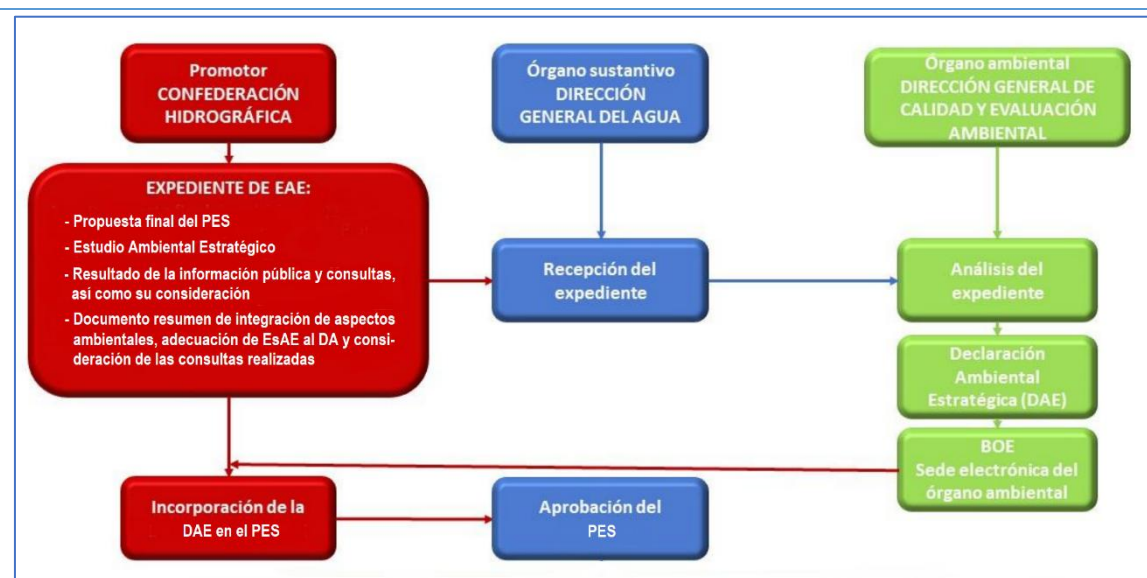 Promotor
CONFEDERACIÓN
HIDROGRÁFICA
Órgano sustantivo
DIRECCIÓN
GENERAL DEL AGUA
Órgano ambiental
DIRECCIÓN GENERAL DE
CALIDAD Y EVALUACIÓN
AMBIENTAL
EXPEDIENTE DE EAE:
- Propuesta final del PES
- Estudio Ambiental Estratégico
- Resultado de la información pública y consultas,
así como su consideración
- Documento resumen de integración de aspectos
ambientales, adecuación de EsAE al DA y consi-
deración de las consultas realizadas
Recepción del
expediente
Análisis del
expediente
Declaración
Ambiental
Estratégica (DAE)
BOE
Sede electrónica del
órgano ambiental
Incorporación de la
DAE en el PES
Aprobación del
PES